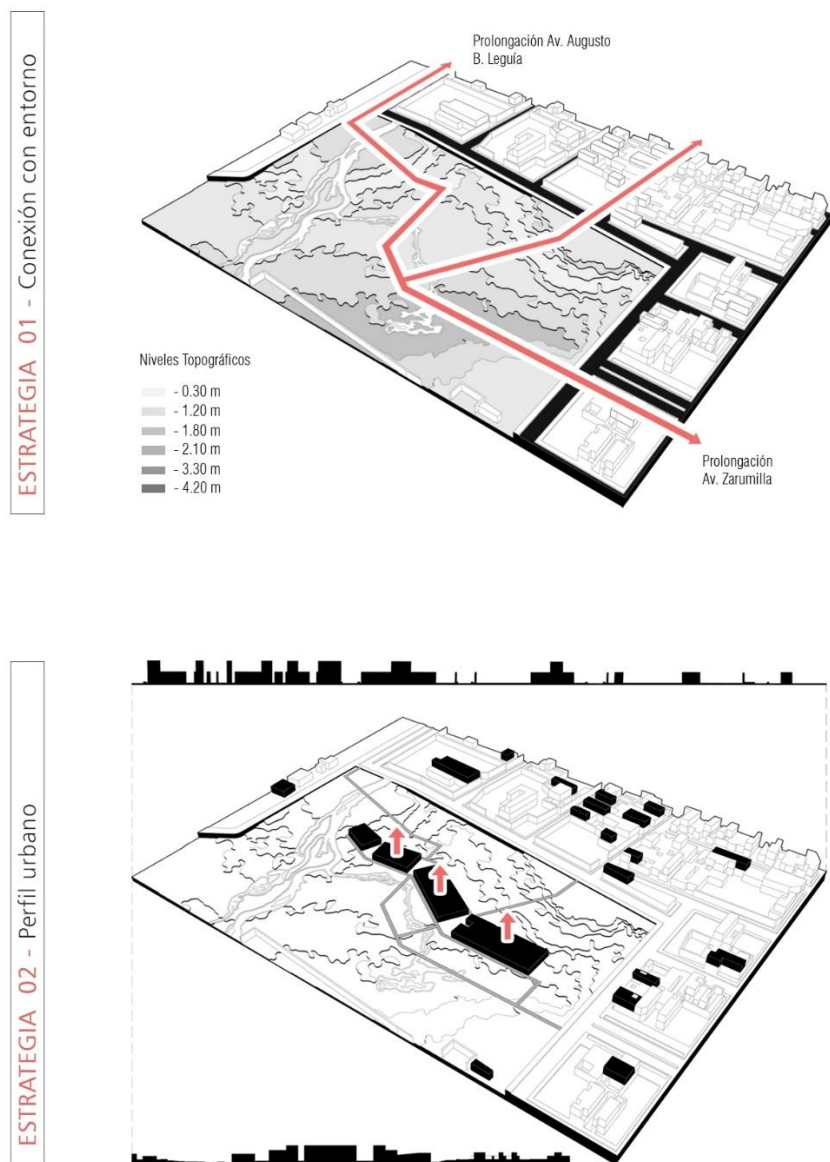 ESTRATEGIA 01 - Conexión con entorno
Prolongación Av. Augusto
B. Leguía
Niveles Topográficos
- 0.30 m
- 1.20 m
- 1.80 m
- 2.10 m
- 3.30 m
- 4.20 m
Prolongación
Av. Zarumilla
ESTRATEGIA 02 - Perfil urbano